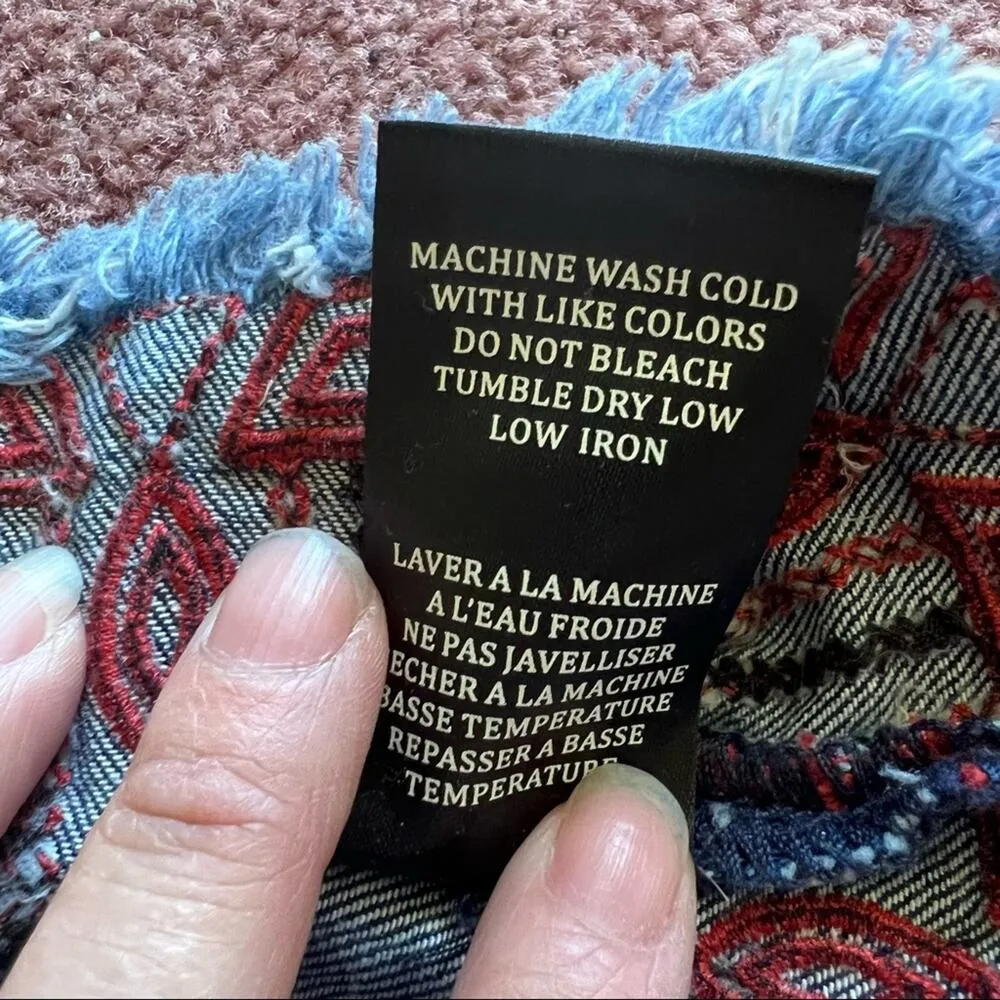 MACHINE WASH COLD
WITH LIKE COLORS
DO NOT BLEACH
TUMBLE DRY LOW
LOW IRON
LAVER A LA MACHINE
A L'EAU FROIDE
NE PAS JAVELLISER
ECHER A LA MACHINE
BASSE TEMPERATURE
REPASSER A BASSE
TEMPERATURE